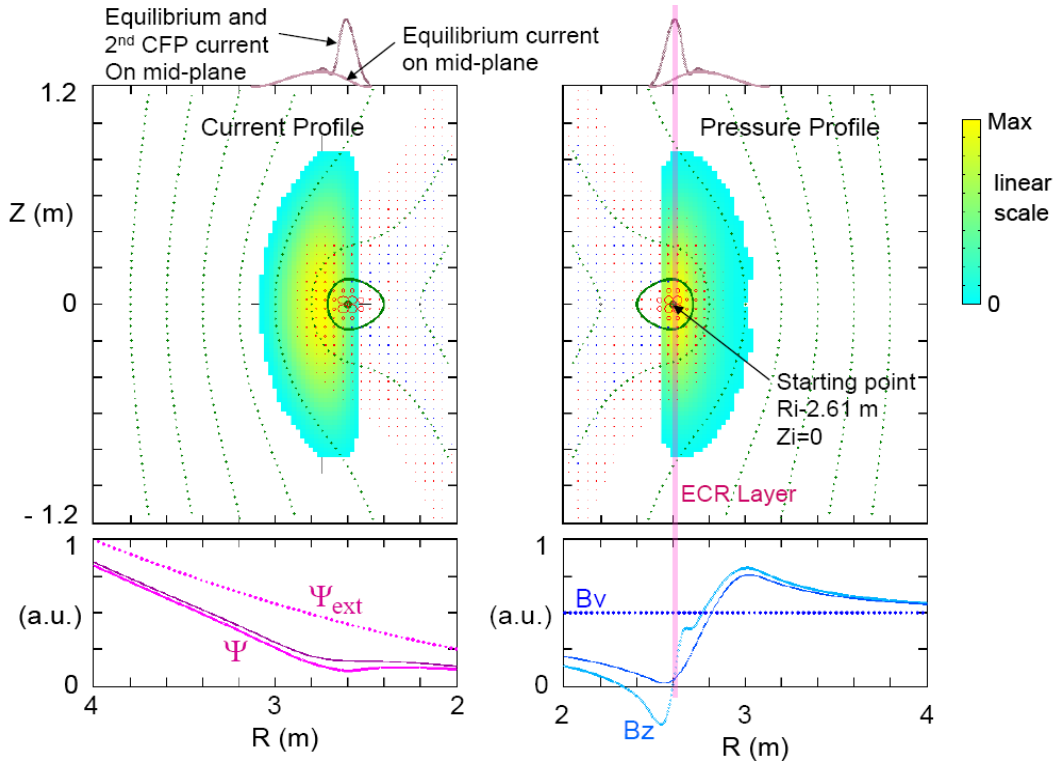 Equilibrium and
2nd CFP current
On mid-plane
Equilibrium current
on mid-plane
1.2
Current Profile
Pressure Profile
Max
linear
scale
0
Z (m)
0
Starting point
Ri-2.61 m
Zi=0
ECR Layer
- 1.2
1
(a.u.)
0
Ψext
Ψ
4
3
2
R (m)
1
(a.u.)
0
Bv
Bz
2
3
4
R (m)